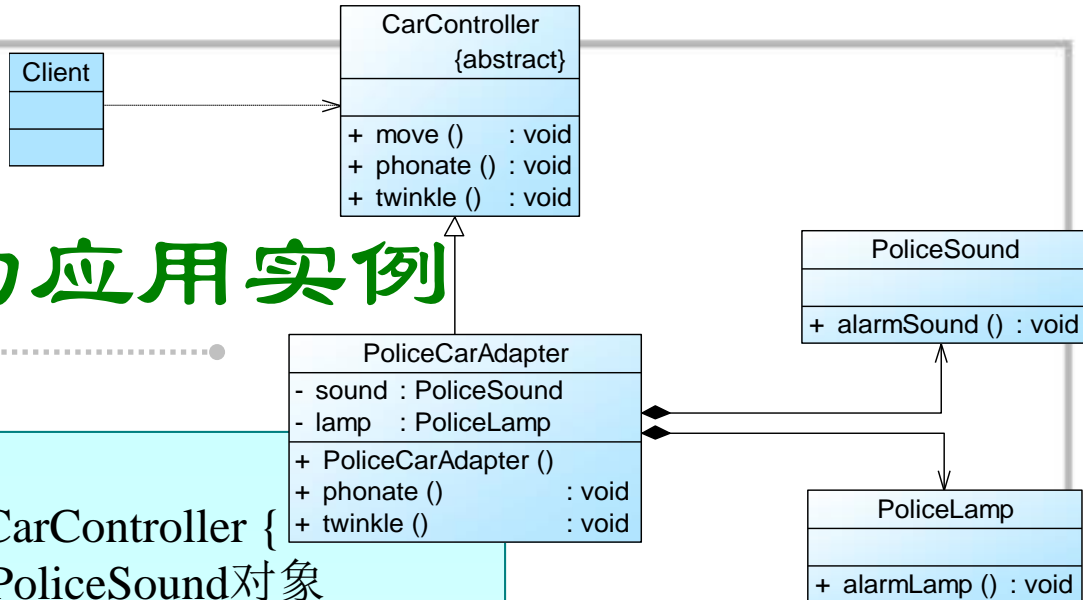 CarController
{abstract}
+ move () : void
+ phonate () : void
+ twinkle () : void
Client
应用实例
PoliceSound
+ alarmSound () : void
PoliceCarAdapter
- sound : PoliceSound
- lamp : PoliceLamp
+ PoliceCarAdapter ()
+ phonate () : void
+ twinkle () : void
CarController {
PoliceSound对象
PoliceLamp
+ alarmLamp () : void